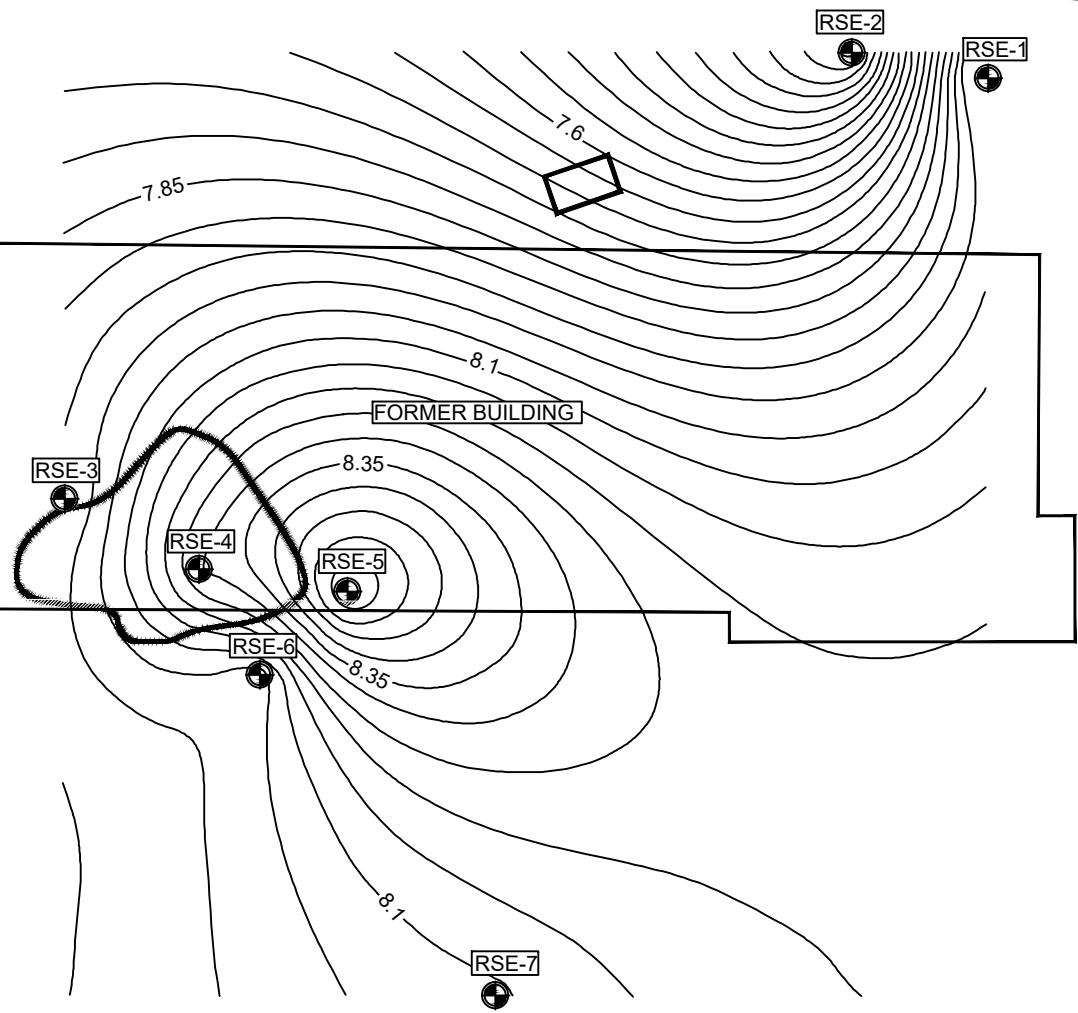 RSE-2
RSE-1
7.6
7.85
8.1
FORMER BUILDING
8.35
RSE-3
RSE-4
RSE-5
RSE-6
8.35
8.1
RSE-7